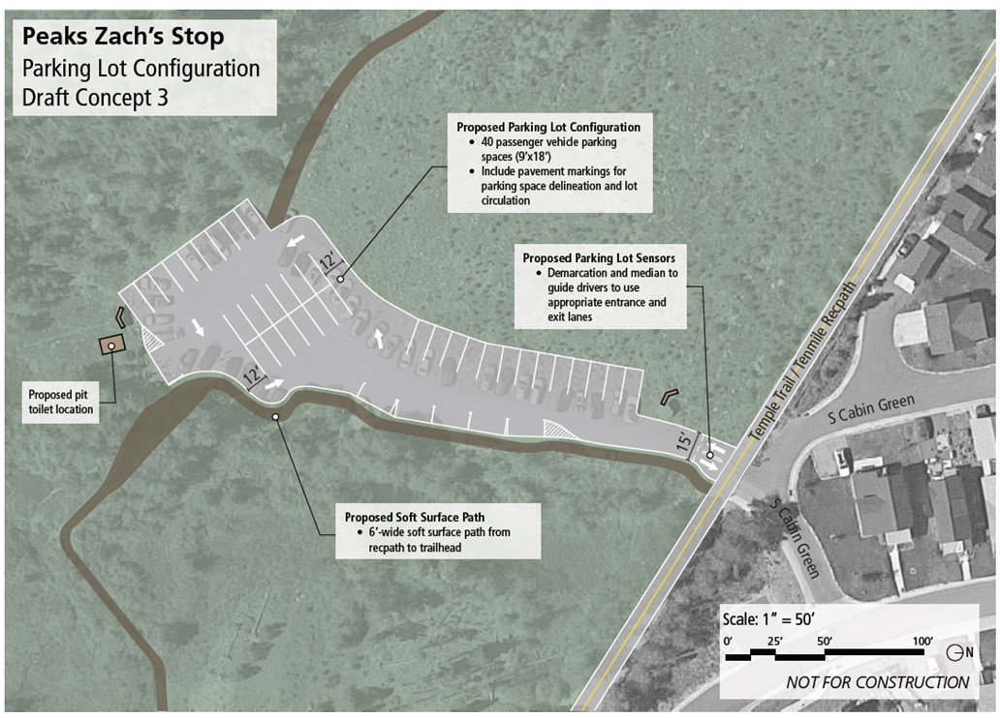 Peaks Zach's Stop
Parking Lot Configuration
Draft Concept 3
Proposed Parking Lot Configuration
• 40 passenger vehicle parking
spaces (9'x18')
• Include pavement markings for
parking space delineation and lot
circulation
12'
Proposed Parking Lot Sensors
• Demarcation and median to
guide drivers to use
appropriate entrance and
exit lanes
Temple Trail / Tenmile Recpath
12'
Proposed pit
toilet location
S Cabin Green
15'
S Cabin Green
Proposed Soft Surface Path
• 6'-wide soft surface path from
recpath to trailhead
Scale: 1" = 50'
0' 25' 50' 100'
N
NOT FOR CONSTRUCTION